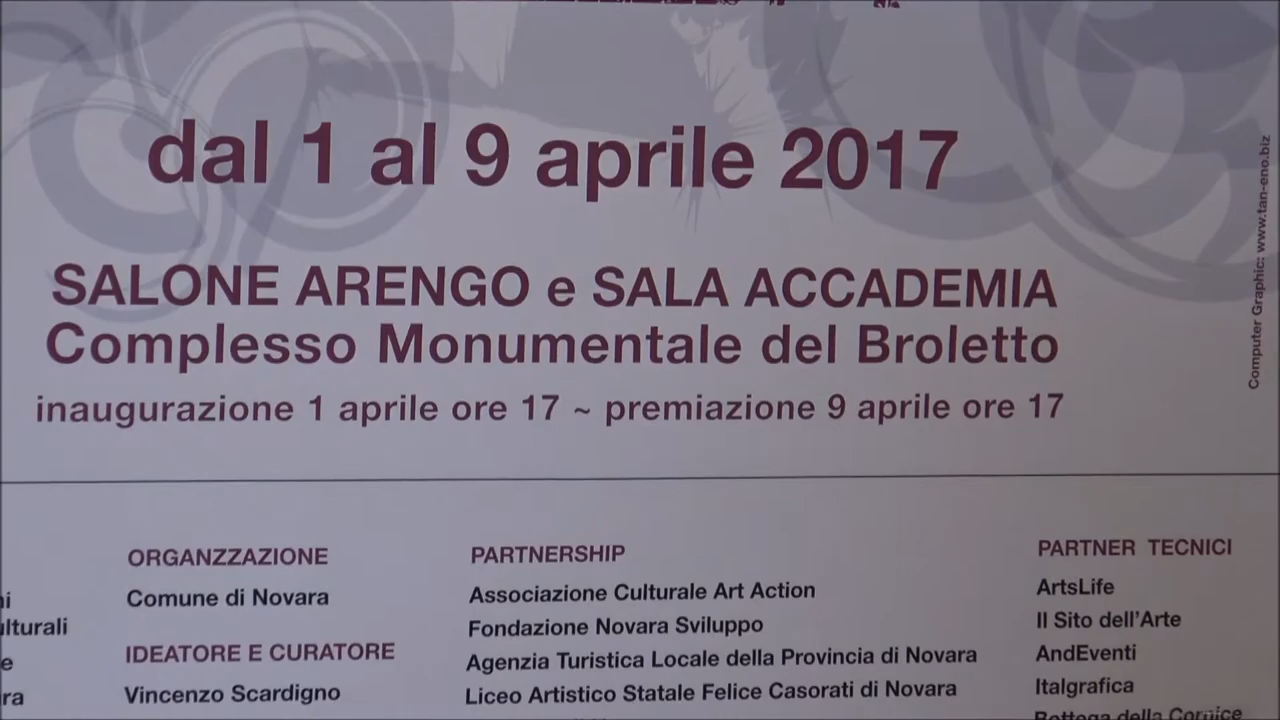 dal 1 al 9 aprile 2017
SALONE ARENGO e SALA ACCADEMIA
Complesso Monumentale del Broletto
inaugurazione 1 aprile ore 17 ~ premiazione 9 aprile ore 17
Computer Graphic: www.tan-eno.biz
ORGANZZAZIONE
Comune di Novara
IDEATORE E CURATORE
Vincenzo Scardigno
PARTNERSHIP
Associazione Culturale Art Action
Fondazione Novara Sviluppo
Agenzia Turistica Locale della Provincia di Novara
Liceo Artistico Statale Felice Casorati di Novara
PARTNER TECNICI
ArtsLife
Il Sito dell'Arte
AndEventi
Italgrafica
Bottega della Cornice